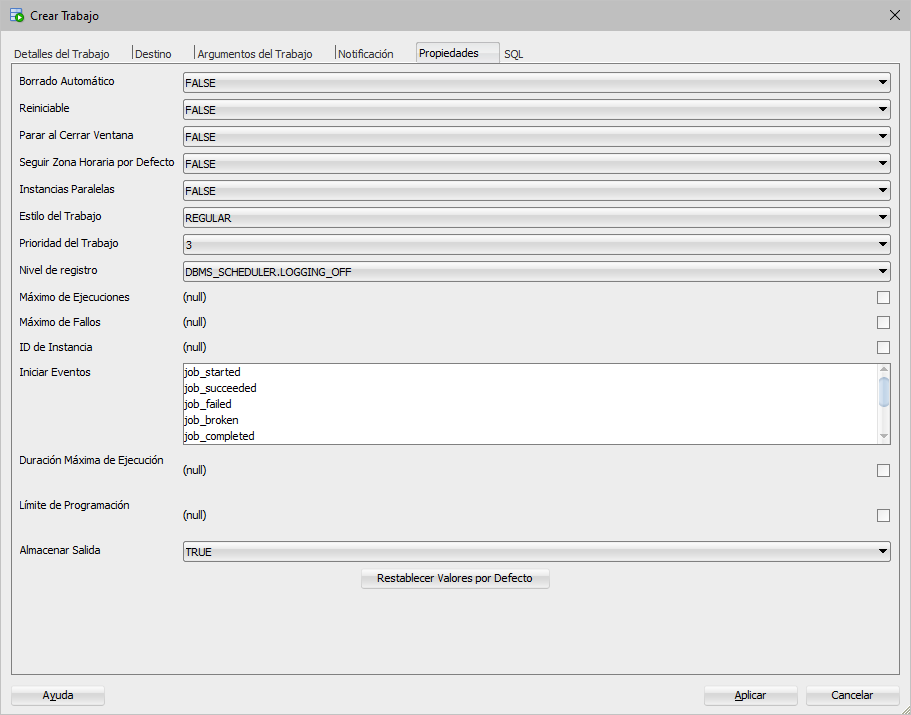 Crear Trabajo
Detalles del Trabajo Destino Argumentos del Trabajo Notificación Propiedades SQL
Borrado Automático FALSE
Reiniciable FALSE
Parar al Cerrar Ventana FALSE
Seguir Zona Horaria por Defecto FALSE
Instancias Paralelas FALSE
Estilo del Trabajo REGULAR
Prioridad del Trabajo 3
Nivel de registro DBMS_SCHEDULER.LOGGING_OFF
Máximo de Ejecuciones (null)
Máximo de Fallos (null)
ID de Instancia (null)
Iniciar Eventos job_started
job_succeeded
job_failed
job_broken
job_completed
Duración Máxima de Ejecución
(null)
Límite de Programación
(null)
Almacenar Salida TRUE
Restablecer Valores por Defecto
Ayuda Aplicar Cancelar